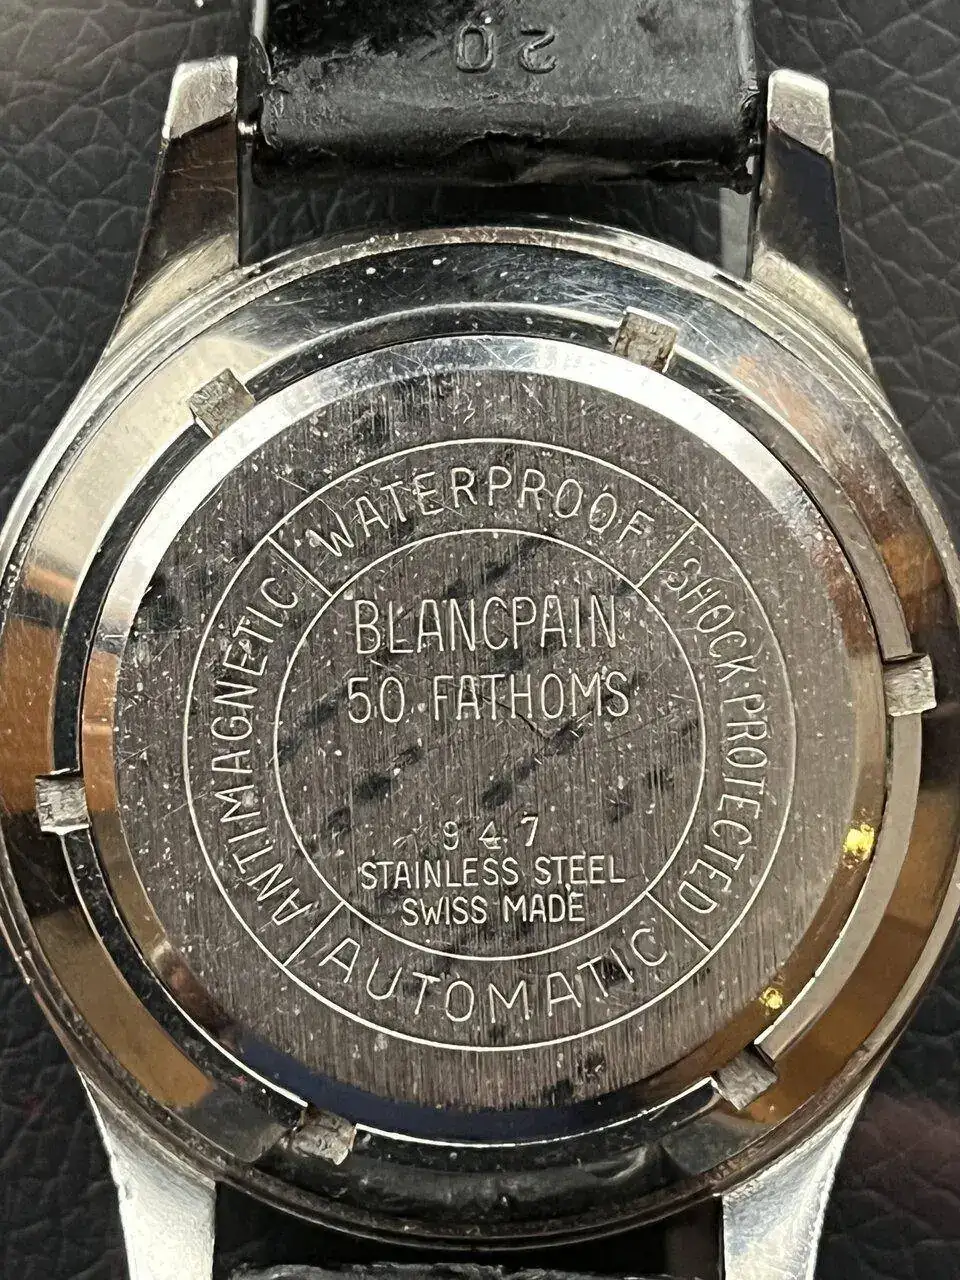 20
WATERPROOF
SHOCK-PROTECTED
AUTOMATIC
ANTIMAGNETIC
BLANCPAIN
50 FATHOMS
947
STAINLESS STEEL
SWISS MADE